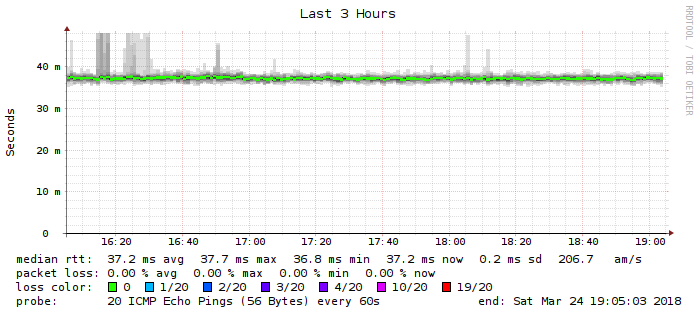 Last 3 Hours
RRDTOOL / TOBI OETIKER
Seconds
40 m
30 m
20 m
10 m
0
16:20 16:40 17:00 17:20 17:40 18:00 18:20 18:40 19:00
median rtt: 37.2 ms avg 37.7 ms max 36.8 ms min 37.2 ms now 0.2 ms sd 206.7 am/s
packet loss: 0.00 % avg 0.00 % max 0.00 % min 0.00 % now
loss color: 0 1/20 2/20 3/20 4/20 10/20 19/20
probe: 20 ICMP Echo Pings (56 Bytes) every 60s end: Sat Mar 24 19:05:03 2018